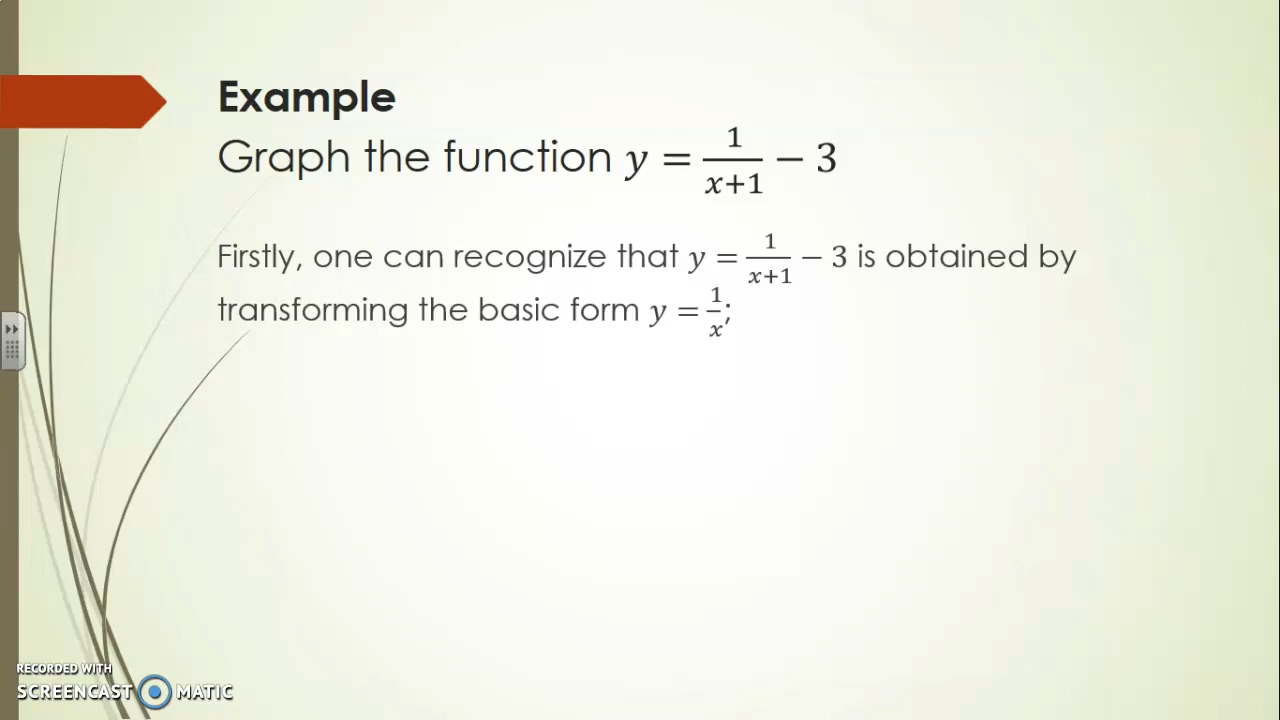 Example
Graph the function y = 1/(x+1) − 3
Firstly, one can recognize that y = 1/(x+1) − 3 is obtained by
transforming the basic form y = 1/x;
RECORDED WITH
SCREENCAST MATIC